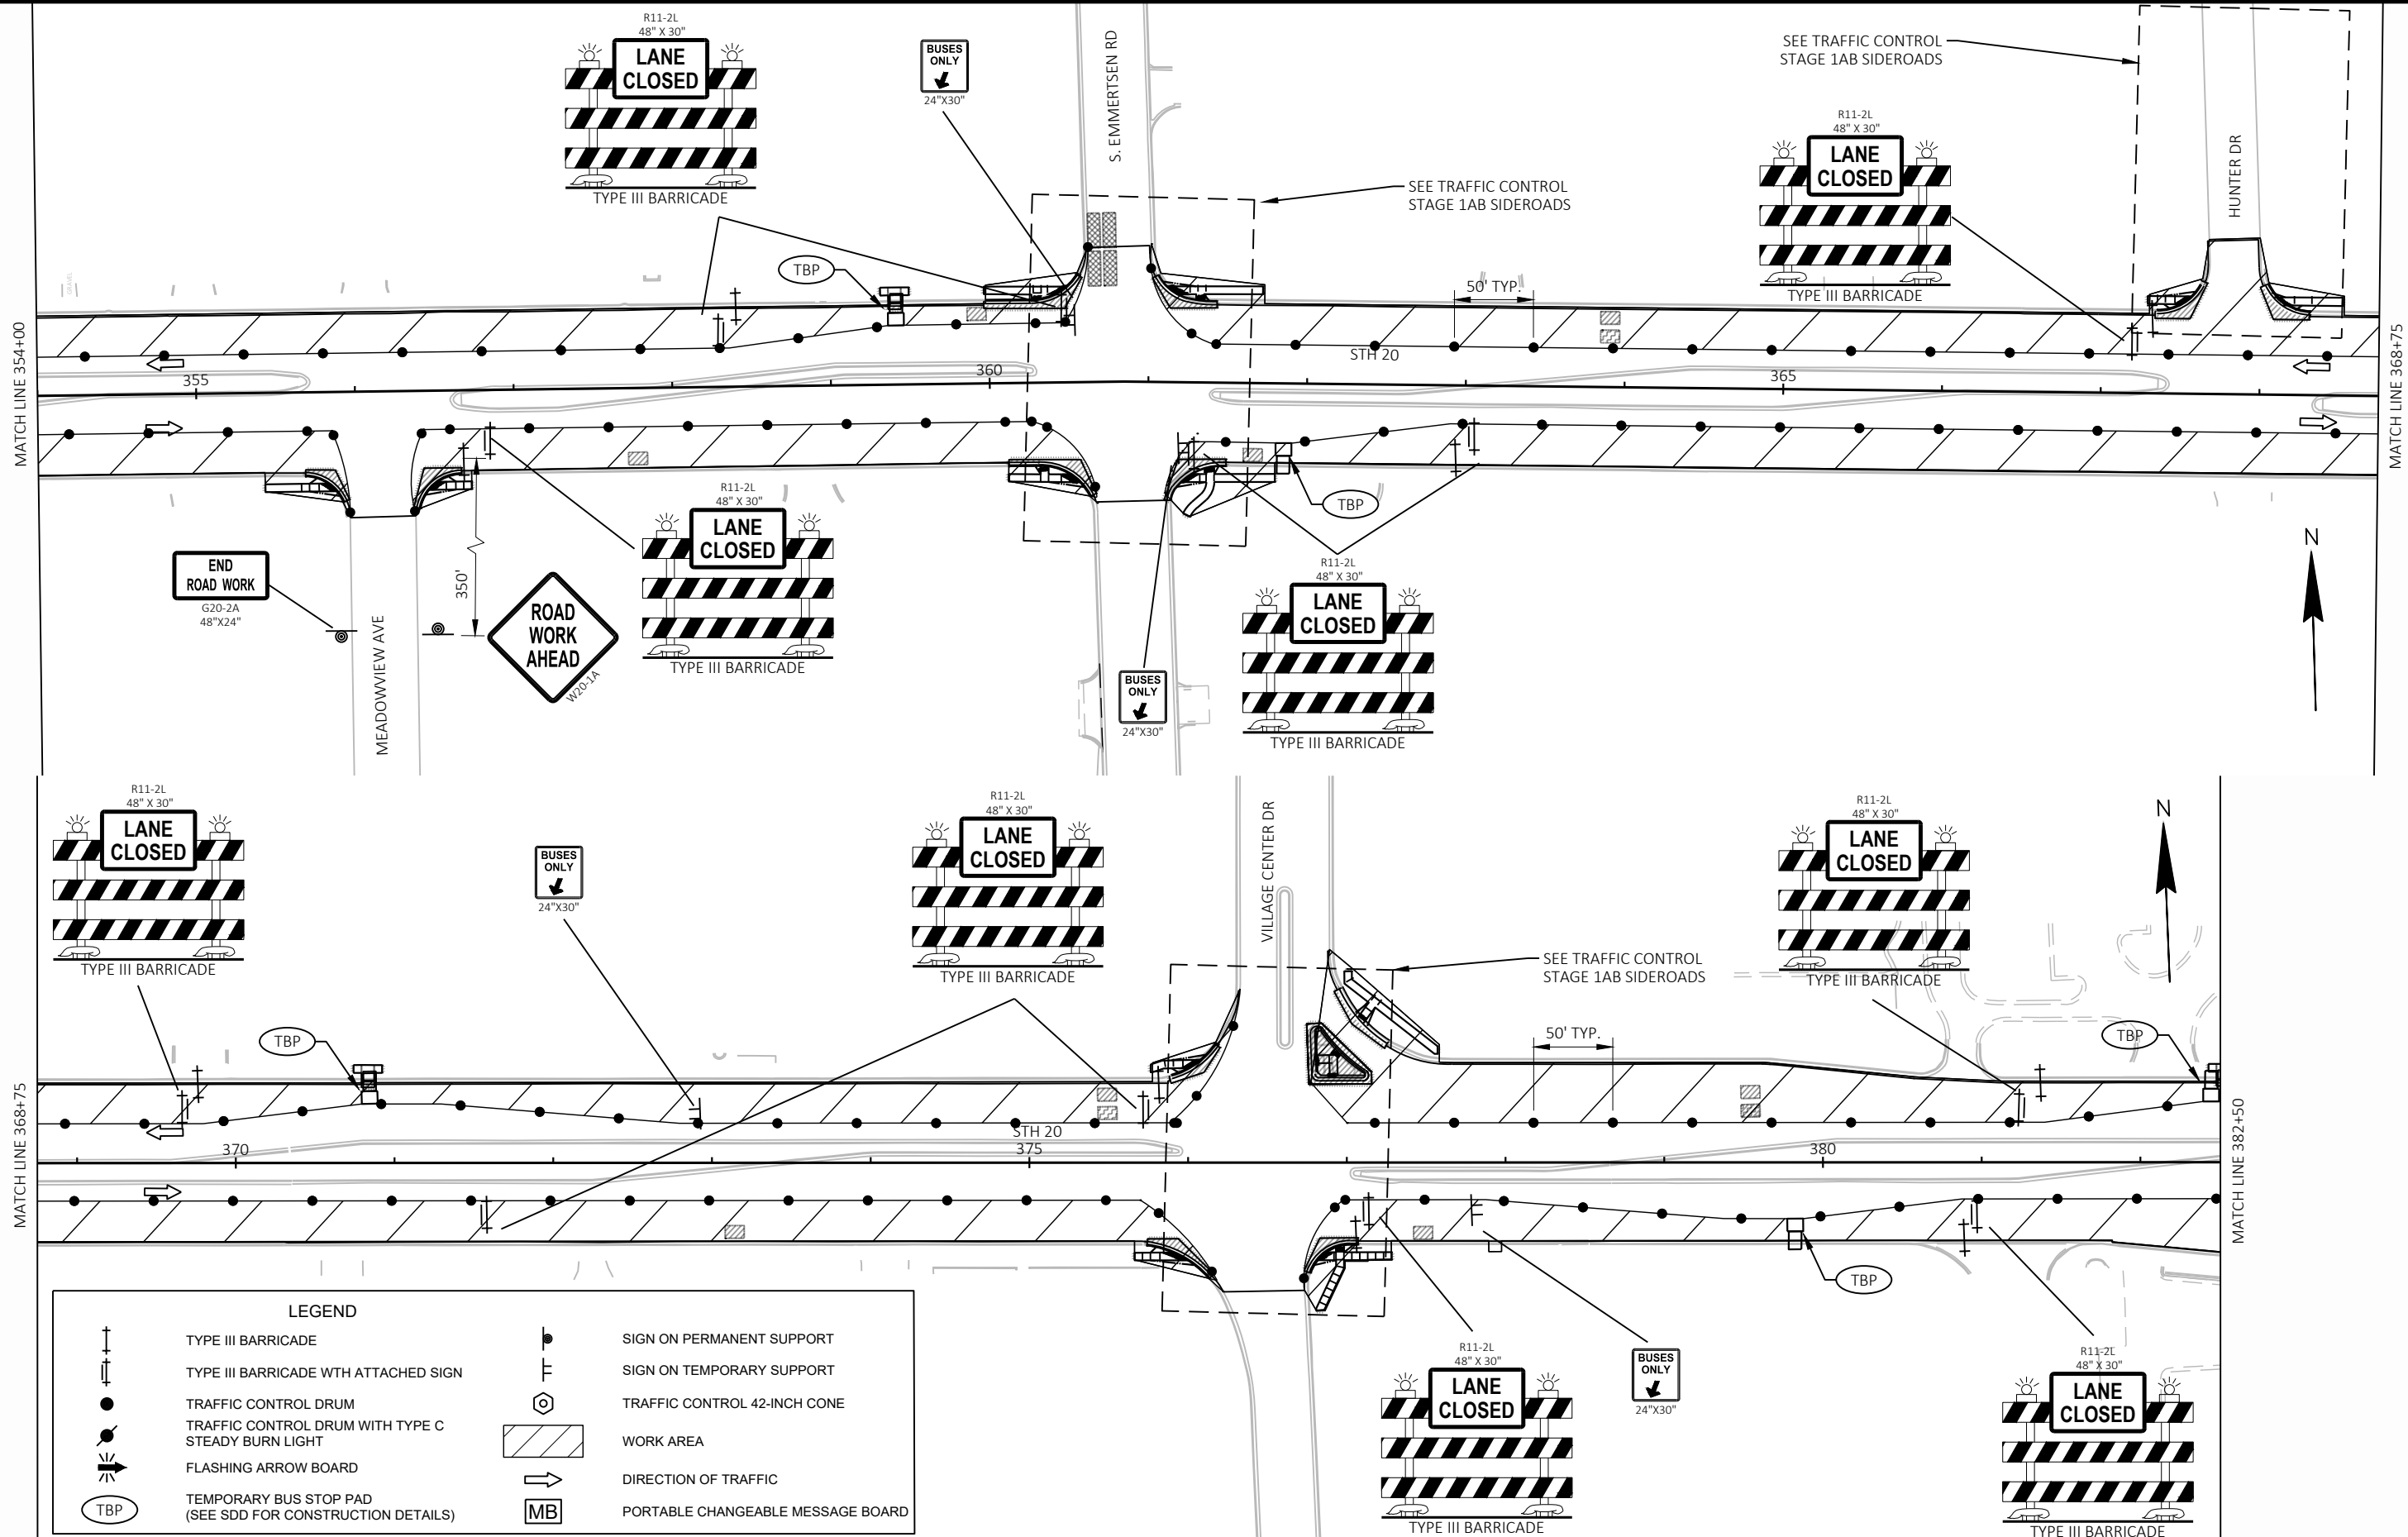 R11-2L
48" X 30"
LANE
CLOSED
TYPE III BARRICADE
BUSES
ONLY
24"X30"
S. EMMERTSEN RD
SEE TRAFFIC CONTROL
STAGE 1AB SIDEROADS
SEE TRAFFIC CONTROL
STAGE 1AB SIDEROADS
R11-2L
48" X 30"
LANE
CLOSED
TYPE III BARRICADE
HUNTER DR
TBP
50' TYP.
GRAVEL
MATCH LINE 354+00
355
360
STH 20
365
MATCH LINE 368+75
END
ROAD WORK
G20-2A
48"X24"
MEADOWVIEW AVE
350'
ROAD
WORK
AHEAD
W20-1A
R11-2L
48" X 30"
LANE
CLOSED
TYPE III BARRICADE
BUSES
ONLY
24"X30"
TBP
R11-2L
48" X 30"
LANE
CLOSED
TYPE III BARRICADE
N
R11-2L
48" X 30"
LANE
CLOSED
TYPE III BARRICADE
BUSES
ONLY
24"X30"
R11-2L
48" X 30"
LANE
CLOSED
TYPE III BARRICADE
VILLAGE CENTER DR
SEE TRAFFIC CONTROL
STAGE 1AB SIDEROADS
R11-2L
48" X 30"
LANE
CLOSED
TYPE III BARRICADE
N
TBP
50' TYP.
TBP
MATCH LINE 368+75
370
STH 20
375
380
MATCH LINE 382+50
TBP
LEGEND
TYPE III BARRICADE
TYPE III BARRICADE WTH ATTACHED SIGN
TRAFFIC CONTROL DRUM
TRAFFIC CONTROL DRUM WITH TYPE C
STEADY BURN LIGHT
FLASHING ARROW BOARD
TBP
TEMPORARY BUS STOP PAD
(SEE SDD FOR CONSTRUCTION DETAILS)
SIGN ON PERMANENT SUPPORT
SIGN ON TEMPORARY SUPPORT
TRAFFIC CONTROL 42-INCH CONE
WORK AREA
DIRECTION OF TRAFFIC
MB
PORTABLE CHANGEABLE MESSAGE BOARD
R11-2L
48" X 30"
LANE
CLOSED
TYPE III BARRICADE
BUSES
ONLY
24"X30"
R11-2L
48" X 30"
LANE
CLOSED
TYPE III BARRICADE